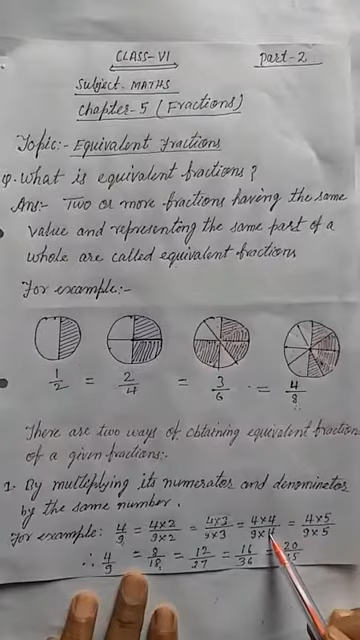 CLASS-VI Part-2
Subject-MATHS
Chapter-5 (Fractions)
Topic:- Equivalent Fractions
Q. What is equivalent fractions?
Ans:- Two or more fractions having the same
value and representing the same part of a
whole are called equivalent fractions
For example:-
1/2 = 2/4 = 3/6 = 4/8
There are two ways of obtaining equivalent fractions
of a given fractions:-
1. By multiplying its numerator and denominator
by the same number.
For example: 4/9 = 4×2/9×2 = 4×3/9×3 = 4×4/9×4 = 4×5/9×5
∴ 4/9 = 8/18 = 12/27 = 16/36 = 20